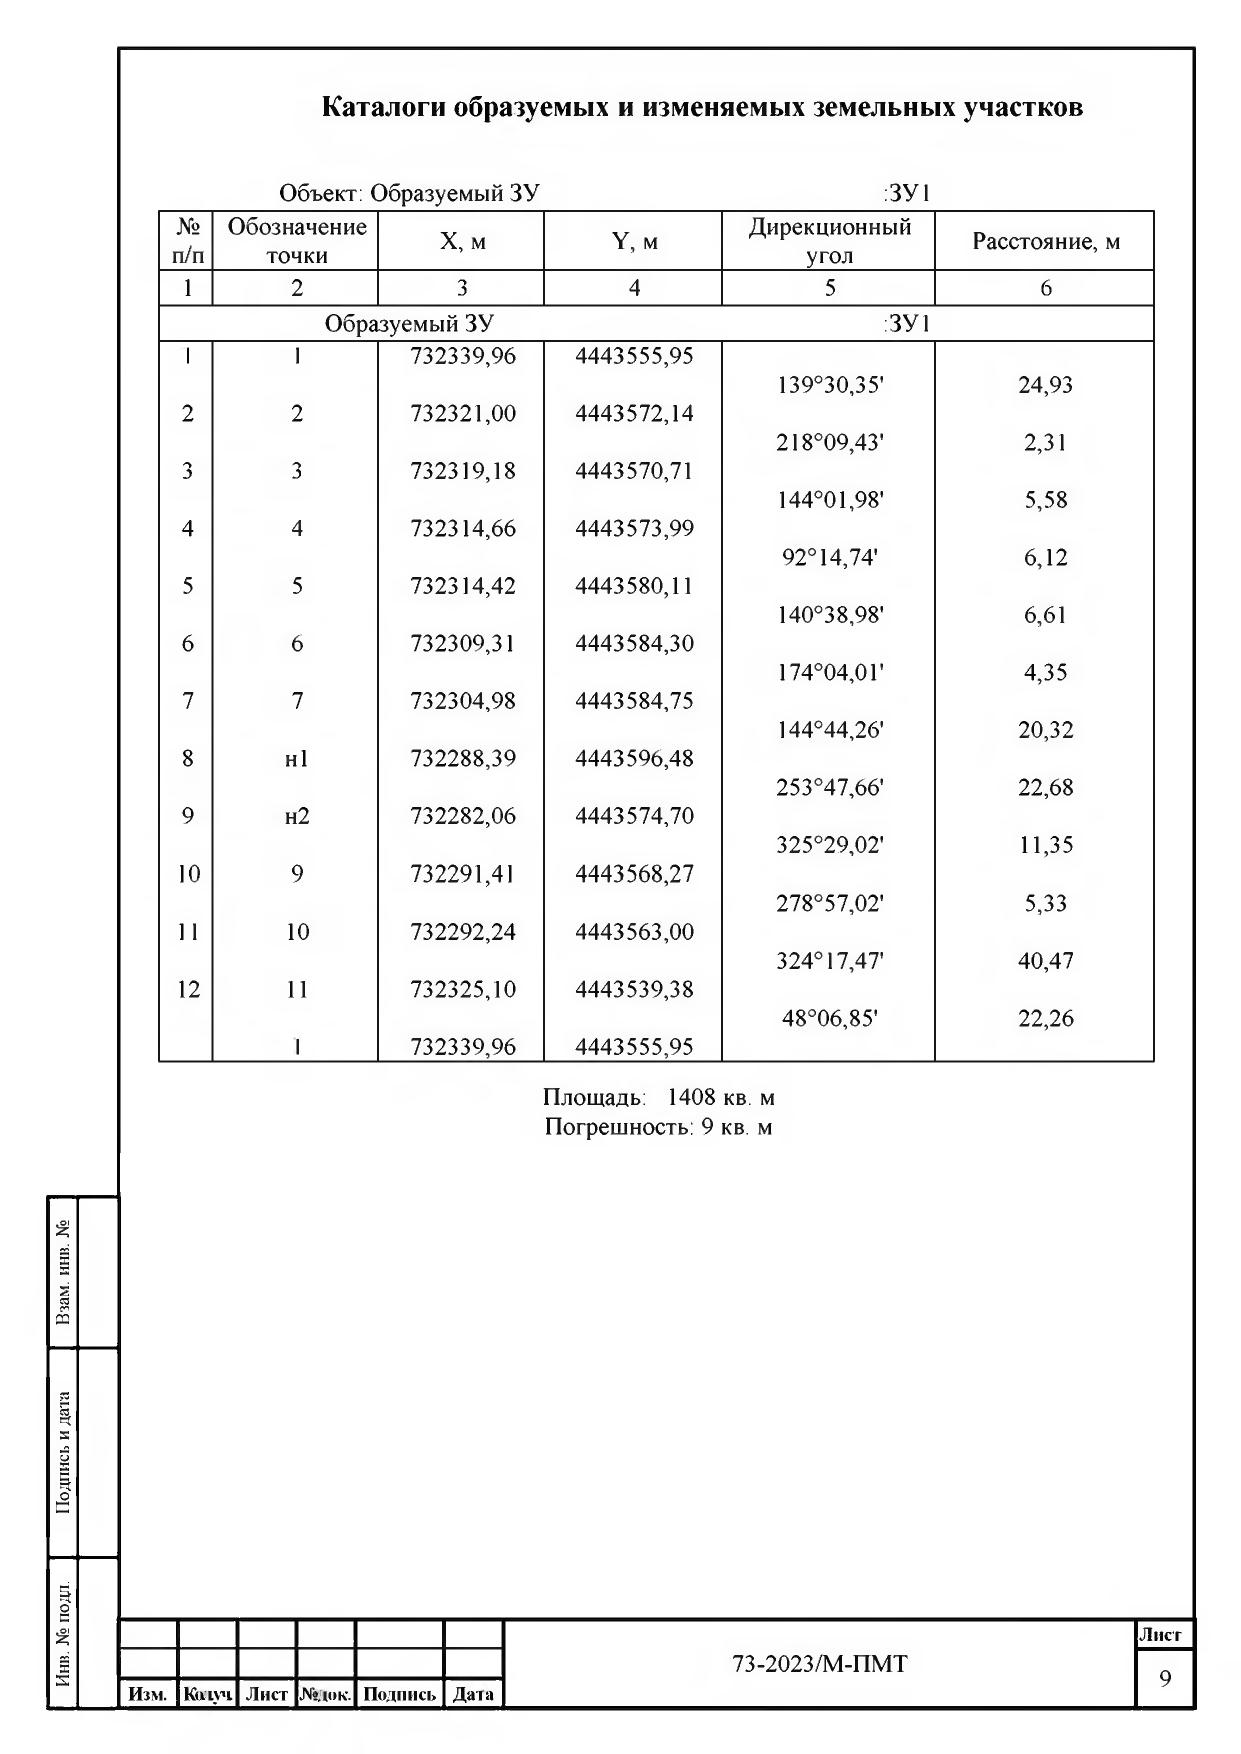 Каталоги образуемых и изменяемых земельных участков
Объект: Образуемый ЗУ :ЗУ1
№ п/п Обозначение точки X, м Y, м Дирекционный угол Расстояние, м
1 2 3 4 5 6
Образуемый ЗУ :ЗУ1
1 1 732339,96 4443555,95
139°30,35' 24,93
2 2 732321,00 4443572,14
218°09,43' 2,31
3 3 732319,18 4443570,71
144°01,98' 5,58
4 4 732314,66 4443573,99
92°14,74' 6,12
5 5 732314,42 4443580,11
140°38,98' 6,61
6 6 732309,31 4443584,30
174°04,01' 4,35
7 7 732304,98 4443584,75
144°44,26' 20,32
8 н1 732288,39 4443596,48
253°47,66' 22,68
9 н2 732282,06 4443574,70
325°29,02' 11,35
10 9 732291,41 4443568,27
278°57,02' 5,33
11 10 732292,24 4443563,00
324°17,47' 40,47
12 11 732325,10 4443539,38
48°06,85' 22,26
1 732339,96 4443555,95
Площадь: 1408 кв. м
Погрешность: 9 кв. м
Взам. инв. №
Подпись и дата
Инв. № подл.
Изм. Колуч. Лист №док. Подпись Дата
73-2023/М-ПМТ
Лист
9